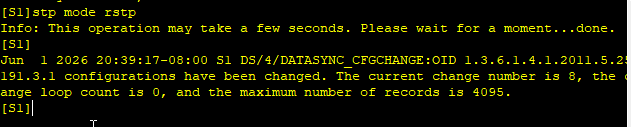 [S1]stp mode rstp
Info: This operation may take a few seconds. Please wait for a moment...done.
[S1]
Jun  1 2026 20:39:17-08:00 S1 DS/4/DATASYNC_CFGCHANGE:OID 1.3.6.1.4.1.2011.5.25
191.3.1 configurations have been changed. The current change number is 8, the c
ange loop count is 0, and the maximum number of records is 4095.
[S1]